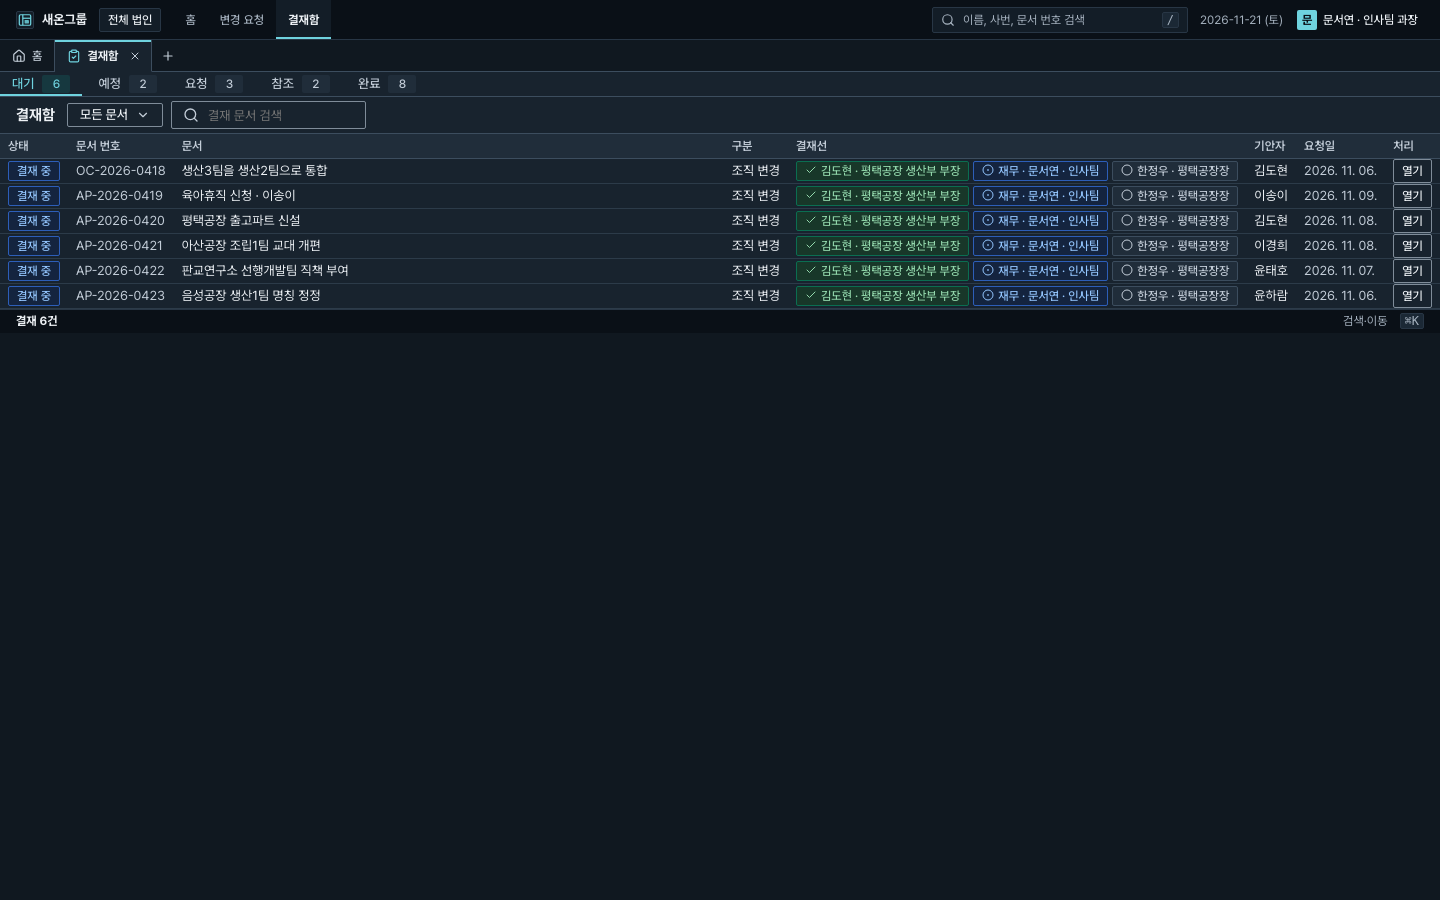 새온그룹 전체 법인 홈 변경 요청 결재함 이름, 사번, 문서 번호 검색 / 2026-11-21 (토) 문 문서연 · 인사팀 과장
홈 결재함
대기 6 예정 2 요청 3 참조 2 완료 8
결재함 모든 문서 결재 문서 검색
상태 문서 번호 문서 구분 결재선 기안자 요청일 처리
결재 중 OC-2026-0418 생산3팀을 생산2팀으로 통합 조직 변경 김도현 · 평택공장 생산부 부장 재무 · 문서연 · 인사팀 한정우 · 평택공장장 김도현 2026. 11. 06. 열기
결재 중 AP-2026-0419 육아휴직 신청 · 이송이 조직 변경 김도현 · 평택공장 생산부 부장 재무 · 문서연 · 인사팀 한정우 · 평택공장장 이송이 2026. 11. 09. 열기
결재 중 AP-2026-0420 평택공장 출고파트 신설 조직 변경 김도현 · 평택공장 생산부 부장 재무 · 문서연 · 인사팀 한정우 · 평택공장장 김도현 2026. 11. 08. 열기
결재 중 AP-2026-0421 아산공장 조립1팀 교대 개편 조직 변경 김도현 · 평택공장 생산부 부장 재무 · 문서연 · 인사팀 한정우 · 평택공장장 이경희 2026. 11. 08. 열기
결재 중 AP-2026-0422 판교연구소 선행개발팀 직책 부여 조직 변경 김도현 · 평택공장 생산부 부장 재무 · 문서연 · 인사팀 한정우 · 평택공장장 윤태호 2026. 11. 07. 열기
결재 중 AP-2026-0423 음성공장 생산1팀 명칭 정정 조직 변경 김도현 · 평택공장 생산부 부장 재무 · 문서연 · 인사팀 한정우 · 평택공장장 윤하람 2026. 11. 06. 열기
결재 6건 검색·이동 ⌘K